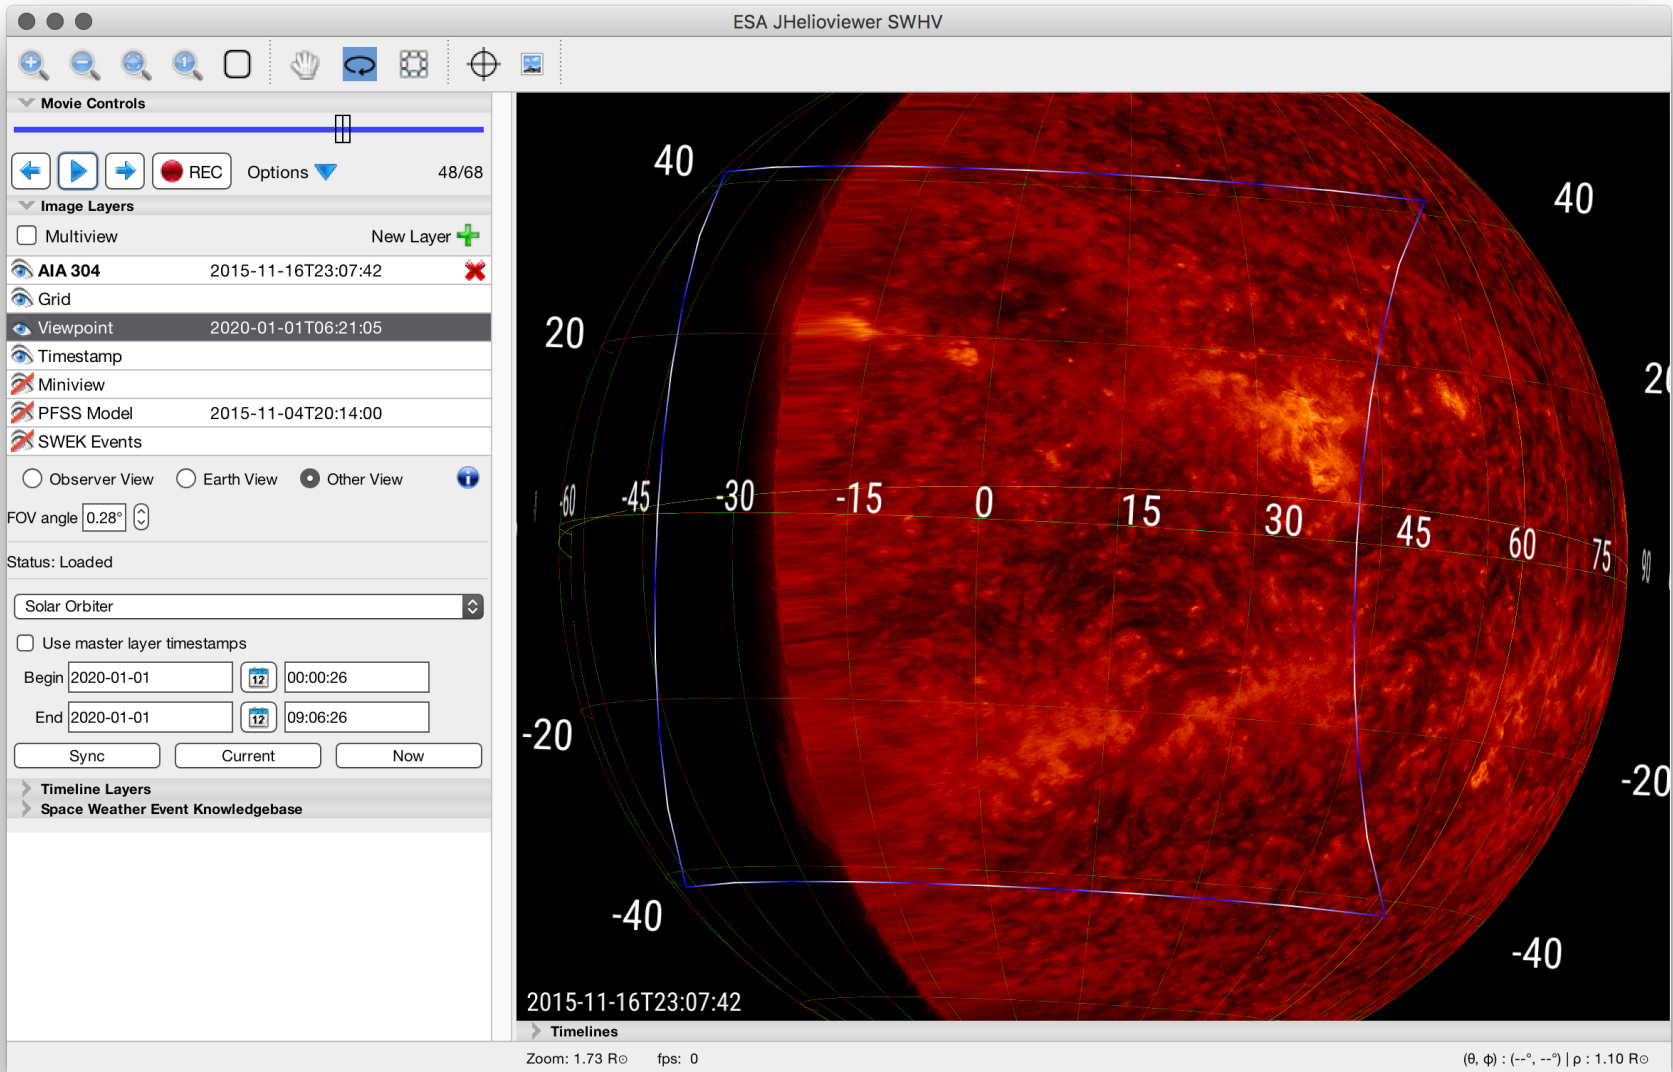 ESA JHelioviewer SWHV
Movie Controls
REC Options 48/68
Image Layers
Multiview New Layer
AIA 304 2015-11-16T23:07:42
Grid
Viewpoint 2020-01-01T06:21:05
Timestamp
Miniview
PFSS Model 2015-11-04T20:14:00
SWEK Events
Observer View Earth View Other View
FOV angle 0.28°
Status: Loaded
Solar Orbiter
Use master layer timestamps
Begin 2020-01-01 12 00:00:26
End 2020-01-01 12 09:06:26
Sync Current Now
Timeline Layers
Space Weather Event Knowledgebase
40 40
20 20
-60 -45 -30 -15 0 15 30 45 60 75 90
-20 -20
-40 -40
2015-11-16T23:07:42
Timelines
Zoom: 1.73 R⊙ fps: 0 (θ, φ) : (--°, --°) | ρ : 1.10 R⊙